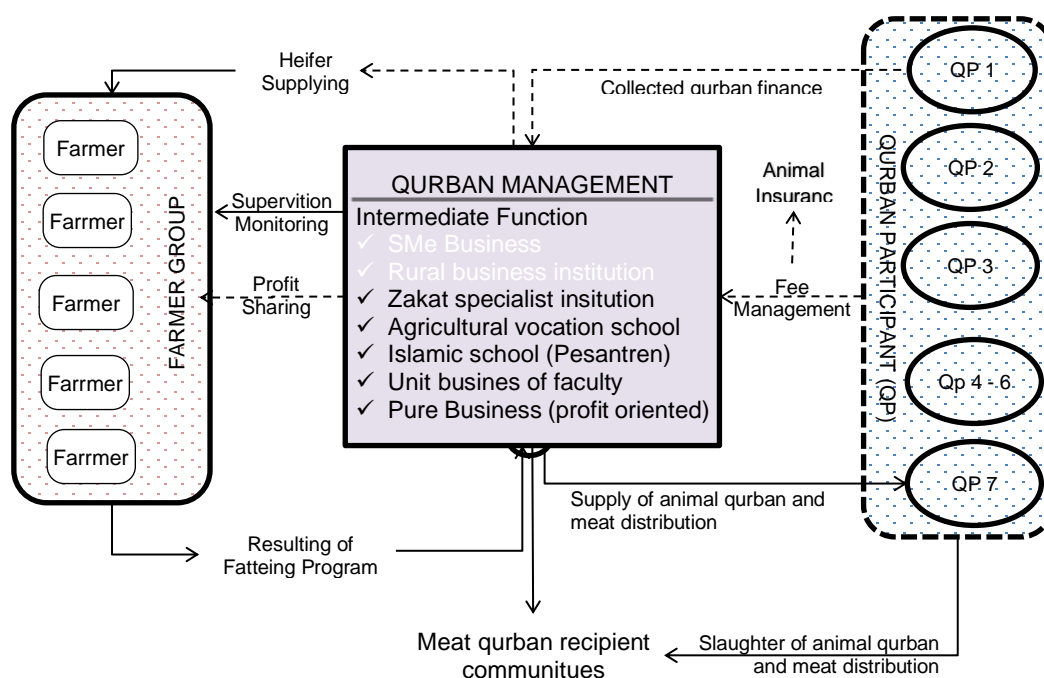 Heifer
Supplying
Collected qurban finance
FARMER GROUP
Farmer
Farrmer
Farmer
Farrmer
Farrmer
Supervition
Monitoring
Profit
Sharing
QURBAN MANAGEMENT
Intermediate Function
✓ SMe Business
✓ Rural business institution
✓ Zakat specialist insitution
✓ Agricultural vocation school
✓ Islamic school (Pesantren)
✓ Unit busines of faculty
✓ Pure Business (profit oriented)
Animal
Insuranc
Fee
Management
QURBAN PARTICIPANT (QP)
QP 1
QP 2
QP 3
Qp 4 - 6
QP 7
Supply of animal qurban and
meat distribution
Resulting of
Fatteing Program
Meat qurban recipient
communitues
Slaughter of animal qurban
and meat distribution